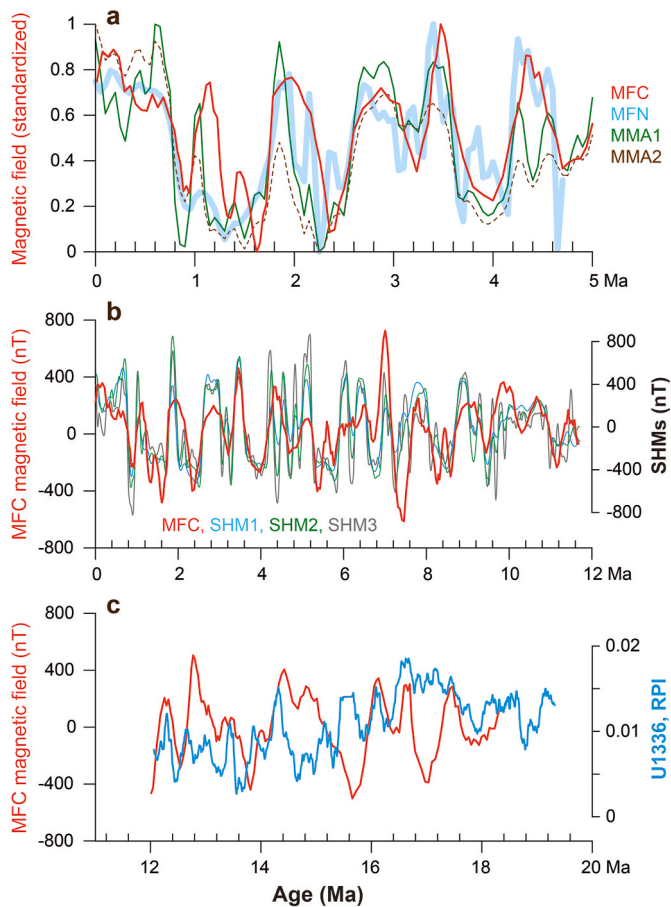 a
Magnetic field (standardized)
1
0.8
0.6
0.4
0.2
0
0 1 2 3 4 5 Ma
MFC
MFN
MMA1
MMA2
b
MFC magnetic field (nT)
800
400
0
-400
-800
800
400
0
-400
-800
SHMs (nT)
MFC, SHM1, SHM2, SHM3
0 2 4 6 8 10 12 Ma
c
MFC magnetic field (nT)
800
400
0
-400
-800
0.02
0.01
0
U1336, RPI
12 14 16 18 20 Ma
Age (Ma)